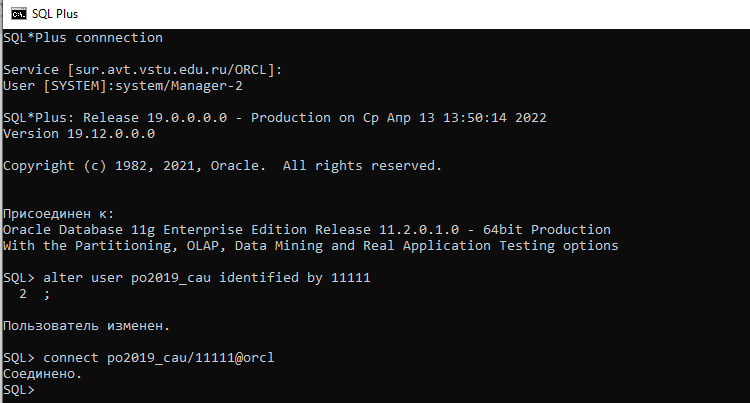 SQL Plus
SQL*Plus connnection
Service [sur.avt.vstu.edu.ru/ORCL]:
User [SYSTEM]:system/Manager-2
SQL*Plus: Release 19.0.0.0.0 - Production on Ср Апр 13 13:50:14 2022
Version 19.12.0.0.0
Copyright (c) 1982, 2021, Oracle.  All rights reserved.
Присоединен к:
Oracle Database 11g Enterprise Edition Release 11.2.0.1.0 - 64bit Production
With the Partitioning, OLAP, Data Mining and Real Application Testing options
SQL> alter user po2019_cau identified by 11111
  2  ;
Пользователь изменен.
SQL> connect po2019_cau/11111@orcl
Соединено.
SQL>